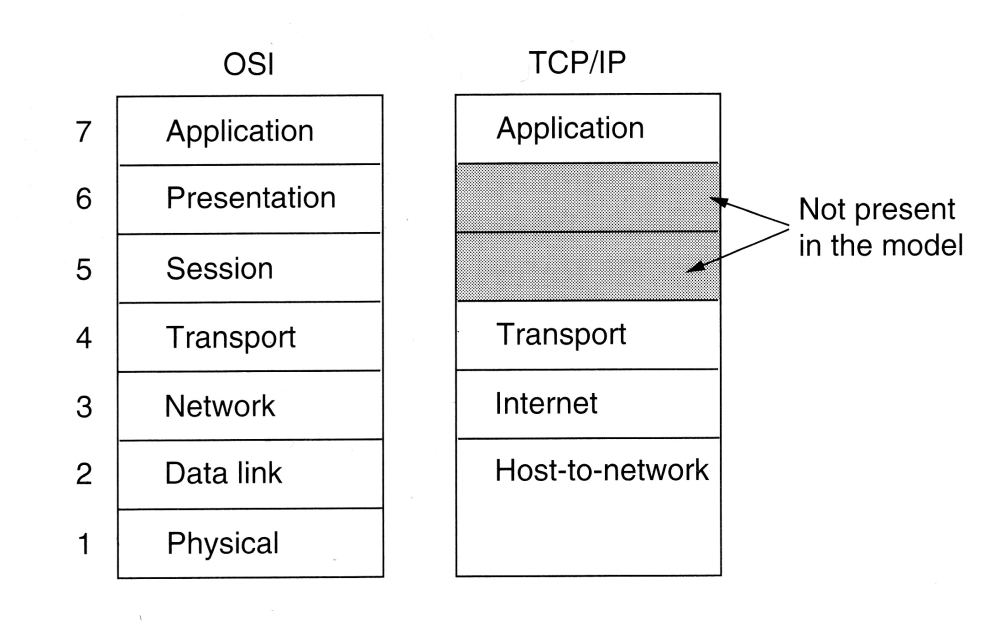 OSI
TCP/IP
7
Application
Application
6
Presentation
Not present
in the model
5
Session
4
Transport
Transport
3
Network
Internet
2
Data link
Host-to-network
1
Physical